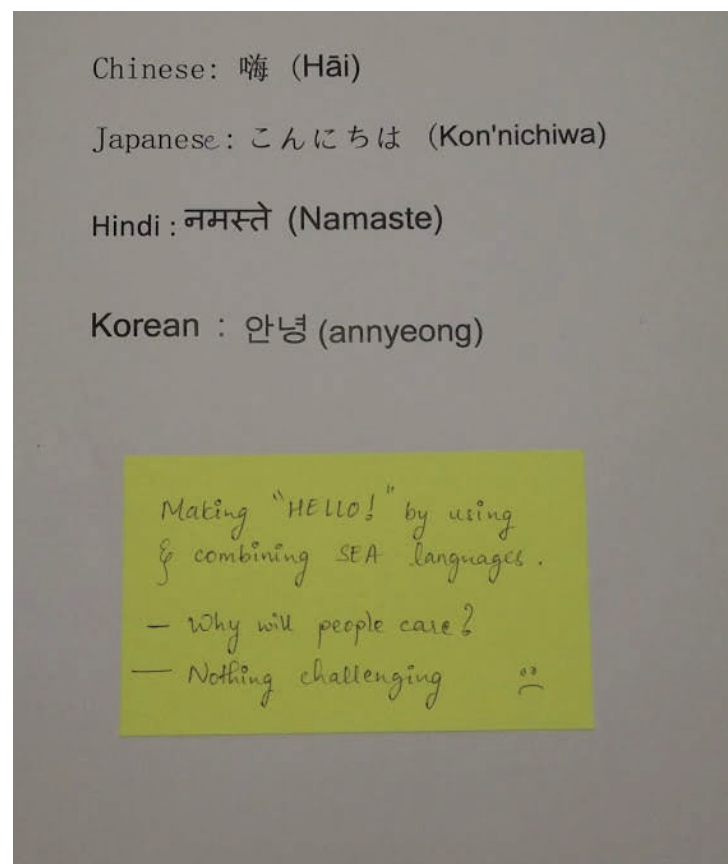 Chinese: 嗨 (Hāi)
Japanese: こんにちは (Kon'nichiwa)
Hindi : नमस्ते (Namaste)
Korean : 안녕 (annyeong)
Making "HELLO!" by using
& combining SEA languages.
- Why will people care?
- Nothing challenging